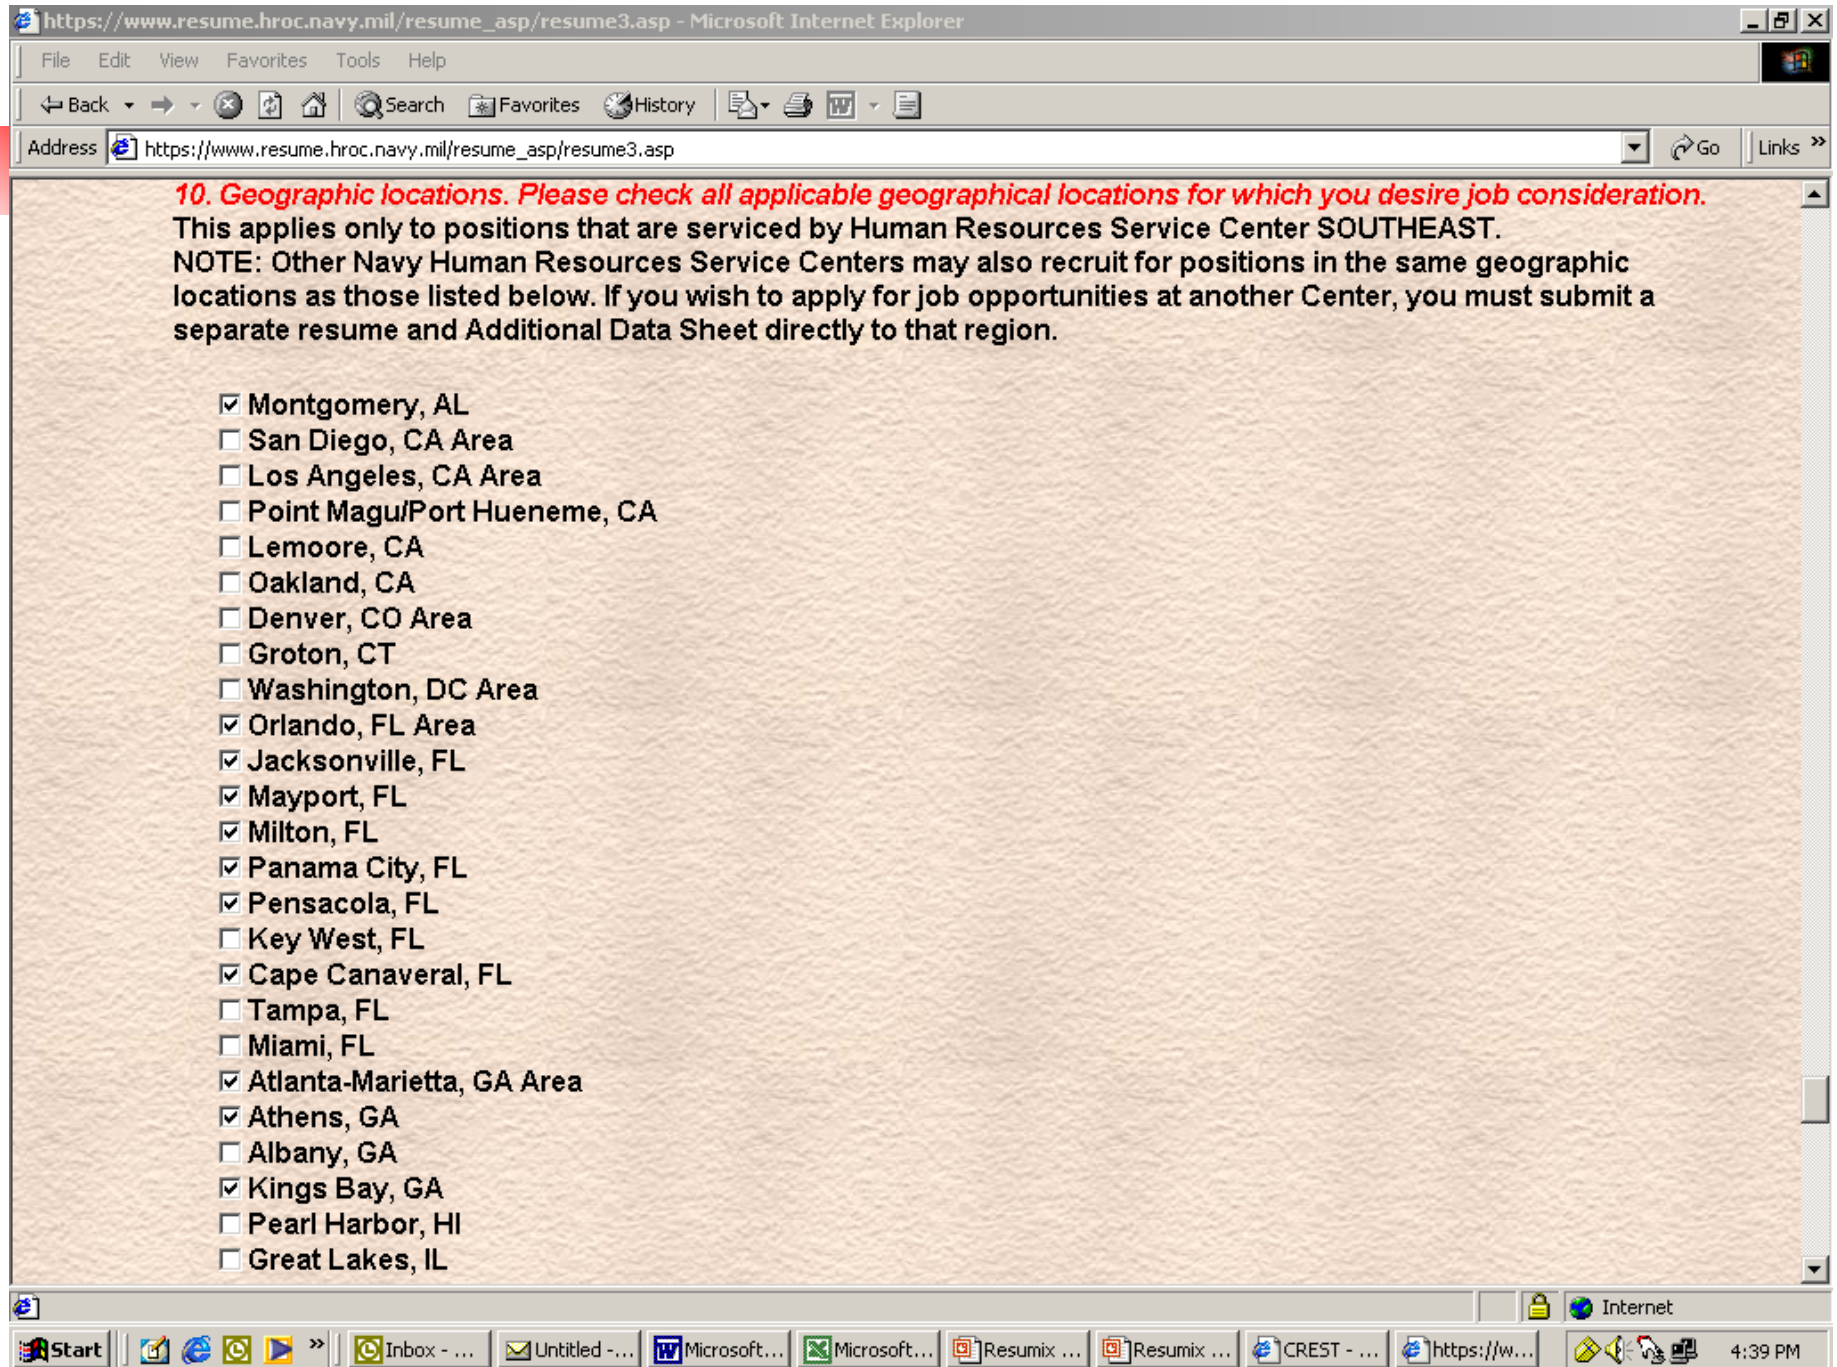 https://www.resume.hroc.navy.mil/resume_asp/resume3.asp - Microsoft Internet Explorer
File Edit View Favorites Tools Help
Back Search Favorites History
Address https://www.resume.hroc.navy.mil/resume_asp/resume3.asp Go Links »
10. Geographic locations. Please check all applicable geographical locations for which you desire job consideration.
This applies only to positions that are serviced by Human Resources Service Center SOUTHEAST.
NOTE: Other Navy Human Resources Service Centers may also recruit for positions in the same geographic
locations as those listed below. If you wish to apply for job opportunities at another Center, you must submit a
separate resume and Additional Data Sheet directly to that region.
Montgomery, AL
San Diego, CA Area
Los Angeles, CA Area
Point Magu/Port Hueneme, CA
Lemoore, CA
Oakland, CA
Denver, CO Area
Groton, CT
Washington, DC Area
Orlando, FL Area
Jacksonville, FL
Mayport, FL
Milton, FL
Panama City, FL
Pensacola, FL
Key West, FL
Cape Canaveral, FL
Tampa, FL
Miami, FL
Atlanta-Marietta, GA Area
Athens, GA
Albany, GA
Kings Bay, GA
Pearl Harbor, HI
Great Lakes, IL
Internet
Start » Inbox - ... Untitled -... Microsoft... Microsoft... Resumix ... Resumix ... CREST - ... https://w... 4:39 PM